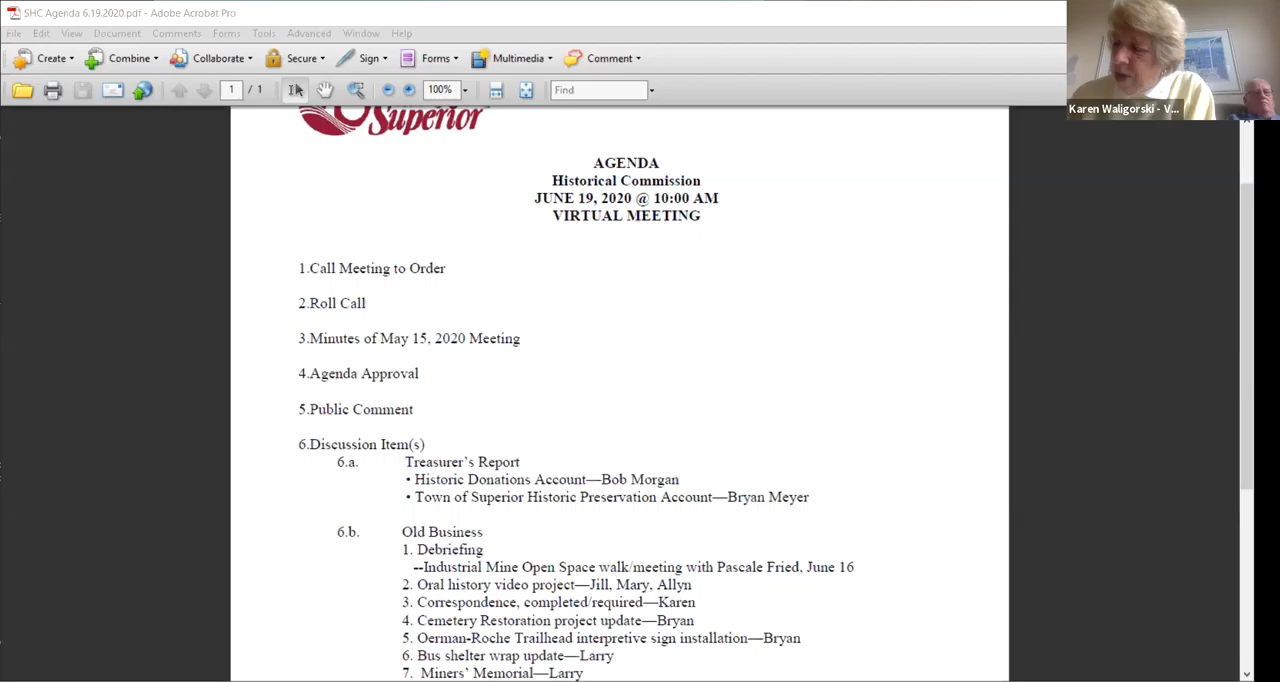 SHC Agenda 6.19.2020.pdf - Adobe Acrobat Pro
File Edit View Document Comments Forms Tools Advanced Window Help
Create Combine Collaborate Secure Sign Forms Multimedia Comment
1 / 1 100% Find
Karen Waligorski - V...
Superior
AGENDA
Historical Commission
JUNE 19, 2020 @ 10:00 AM
VIRTUAL MEETING
1.Call Meeting to Order
2.Roll Call
3.Minutes of May 15, 2020 Meeting
4.Agenda Approval
5.Public Comment
6.Discussion Item(s)
6.a. Treasurer's Report
• Historic Donations Account—Bob Morgan
• Town of Superior Historic Preservation Account—Bryan Meyer
6.b. Old Business
1. Debriefing
--Industrial Mine Open Space walk/meeting with Pascale Fried, June 16
2. Oral history video project—Jill, Mary, Allyn
3. Correspondence, completed/required—Karen
4. Cemetery Restoration project update—Bryan
5. Oerman-Roche Trailhead interpretive sign installation—Bryan
6. Bus shelter wrap update—Larry
7. Miners' Memorial—Larry